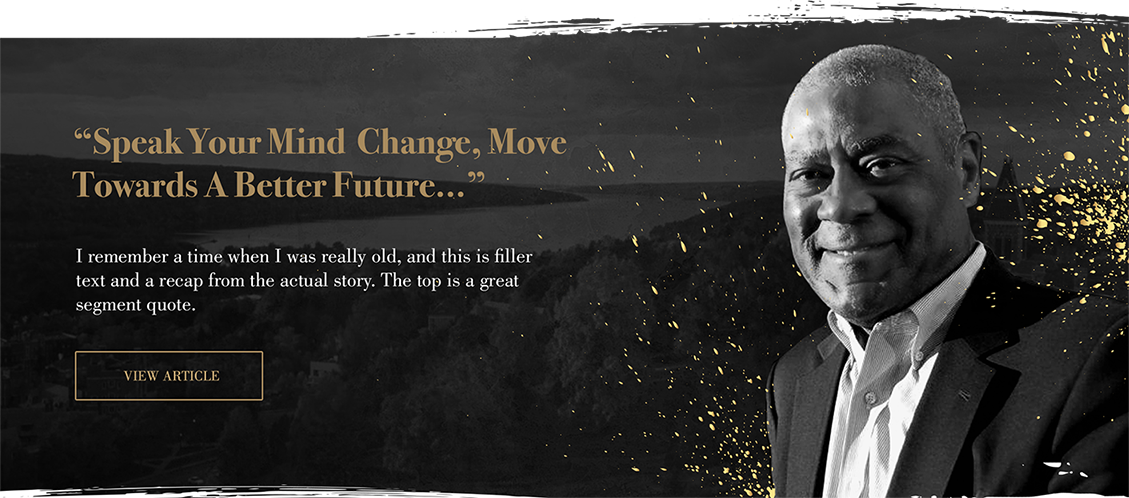 “Speak Your Mind Change, Move
Towards A Better Future...”
I remember a time when I was really old, and this is filler
text and a recap from the actual story. The top is a great
segment quote.
VIEW ARTICLE